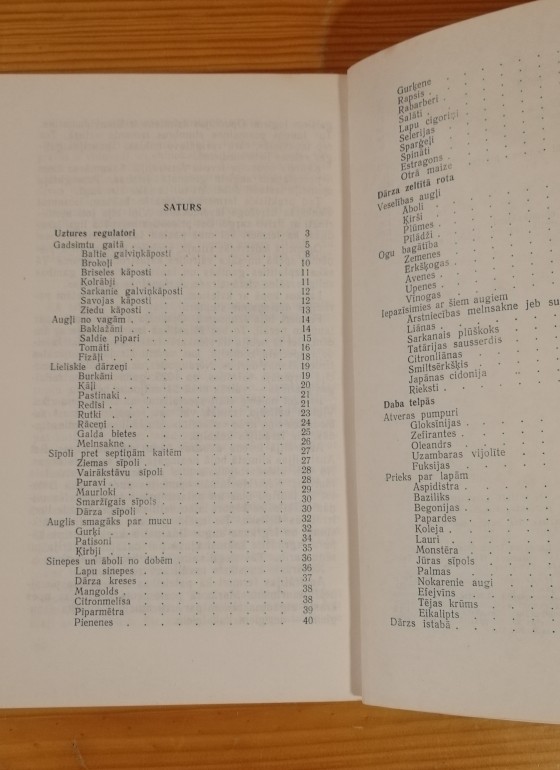 SATURS
Uztures regulatori . . . . . . . . . 3
Gadsimtu gaitā . . . . . . . . . 5
Baltie galviņkāposti . . . . . . . 8
Brokoļi . . . . . . . . . 10
Briseles kāposti . . . . . . . . 11
Kolrābji . . . . . . . . . 11
Sarkanie galviņkāposti . . . . . . 12
Savojas kāposti . . . . . . . . 12
Ziedu kāposti . . . . . . . . 13
Augļi no vagām . . . . . . . . . 14
Baklažāni . . . . . . . . . 14
Saldie pipari . . . . . . . . 15
Tomāti . . . . . . . . . 16
Fizāļi . . . . . . . . . 18
Lieliskie dārzeņi . . . . . . . . 19
Burkāni . . . . . . . . . 19
Kāļi . . . . . . . . . 20
Pastinaki . . . . . . . . . 21
Redīsi . . . . . . . . . 21
Rutki . . . . . . . . . 23
Rāceņi . . . . . . . . . 24
Galda bietes . . . . . . . . 25
Melnsakne . . . . . . . . . 26
Sīpoli pret septiņām kaitēm . . . . . . 27
Ziemas sīpoli . . . . . . . . 27
Vairākstāvu sīpoli . . . . . . . 28
Puravi . . . . . . . . . 28
Maurloki . . . . . . . . . 29
Smaržīgais sīpols . . . . . . . 30
Dārza sīpoli . . . . . . . . 30
Auglis smagāks par mucu . . . . . . . 32
Gurķi . . . . . . . . . 32
Patisoni . . . . . . . . . 34
Ķirbji . . . . . . . . . 35
Sinepes un āboli no dobēm . . . . . . 36
Lapu sinepes . . . . . . . . 36
Dārza kreses . . . . . . . . 37
Mangolds . . . . . . . . . 38
Citronmelisa . . . . . . . . 38
Piparmētra . . . . . . . . 39
Pienenes . . . . . . . . . 40
Gurķene . . . . .
Rapsis . . . . .
Rabarberi . . . . .
Salāti . . . . .
Lapu cigoriņi . . . . .
Selerijas . . . . .
Sparģeļi . . . . .
Spināti . . . . .
Estragons . . . . .
Otrā maize . . . . .
Dārza zeltītā rota . . . . .
Veselības augļi . . . . .
Āboli . . . . .
Ķirši . . . . .
Plūmes . . . . .
Pīlādži . . . . .
Ogu bagātība . . . . .
Zemenes . . . . .
Ērkšķogas . . . . .
Avenes . . . . .
Upenes . . . . .
Vīnogas . . . . .
Iepazīsimies ar šiem augiem
Ārstniecības melnsakne jeb su
Liānas . . . . .
Sarkanais plūškoks
Tatārijas sausserdis
Citronliānas . . . .
Smiltsērkšķis . . . .
Japānas cidonija . . .
Rieksti . . . . .
Daba telpās . . . . .
Atveras pumpuri . . . .
Gloksīnijas . . . .
Zefirantes . . . .
Oleandrs . . . .
Uzambaras vijolīte . .
Fuksijas . . . .
Prieks par lapām . . . .
Aspidistra . . . .
Baziliks . . . .
Begonijas . . . .
Papardes . . . .
Koleja . . . .
Lauri . . . .
Monstēra . . . .
Jūras sīpols . . . .
Palmas . . . .
Nokarenie augi . . .
Efejvīns . . . .
Tējas krūms . . . .
Eikalipts . . . .
Dārzs istabā . . . .